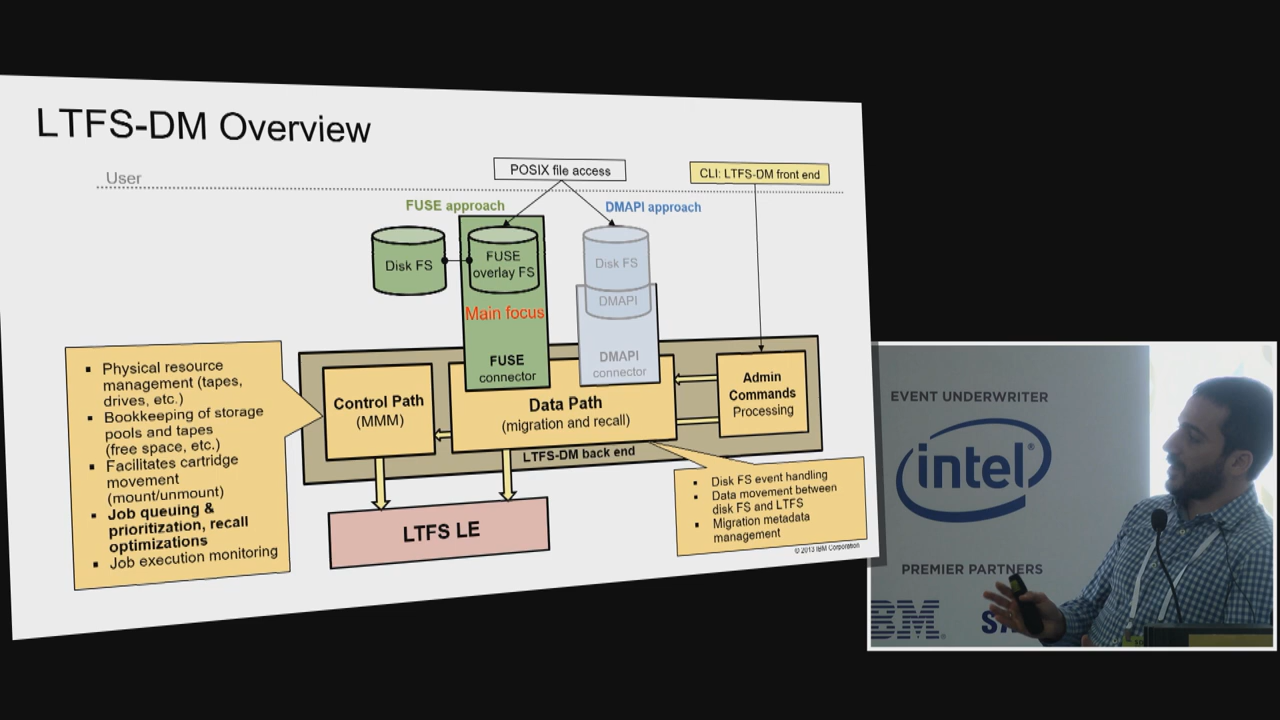 LTFS-DM Overview
User
POSIX file access
CLI: LTFS-DM front end
FUSE approach
DMAPI approach
Disk FS
FUSE
overlay FS
Disk FS
DMAPI
Main focus
FUSE
connector
DMAPI
connector
▪ Physical resource
management (tapes,
drives, etc.)
▪ Bookkeeping of storage
pools and tapes
(free space, etc.)
▪ Facilitates cartridge
movement
(mount/unmount)
▪ Job queuing &
prioritization, recall
optimizations
▪ Job execution monitoring
Control Path
(MMM)
Data Path
(migration and recall)
Admin
Commands
Processing
LTFS-DM back end
LTFS LE
▪ Disk FS event handling
▪ Data movement between
disk FS and LTFS
▪ Migration metadata
management
© 2013 IBM Corporation
EVENT UNDERWRITER
intel®
PREMIER PARTNERS
IBM